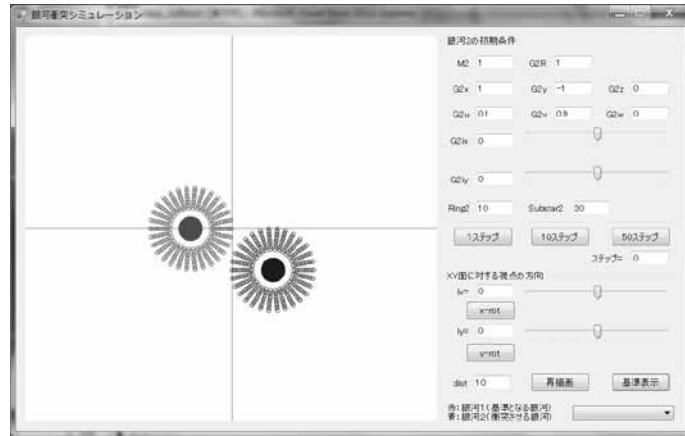 銀河衝突シミュレーション
銀河2の初期条件
M2 1 G2R 1
G2x 1 G2y -1 G2z 0
G2u 0.1 G2v 0.9 G2w 0
G2ix 0
G2iy 0
Ring2 10 Substar2 30
1ステップ 10ステップ 50ステップ
ステップ= 0
XY面に対する視点の方向
ix= 0
x-rot
iy= 0
y-rot
dist 10 再描画 基準表示
赤：銀河1(基準となる銀河)
青：銀河2(衝突させる銀河)